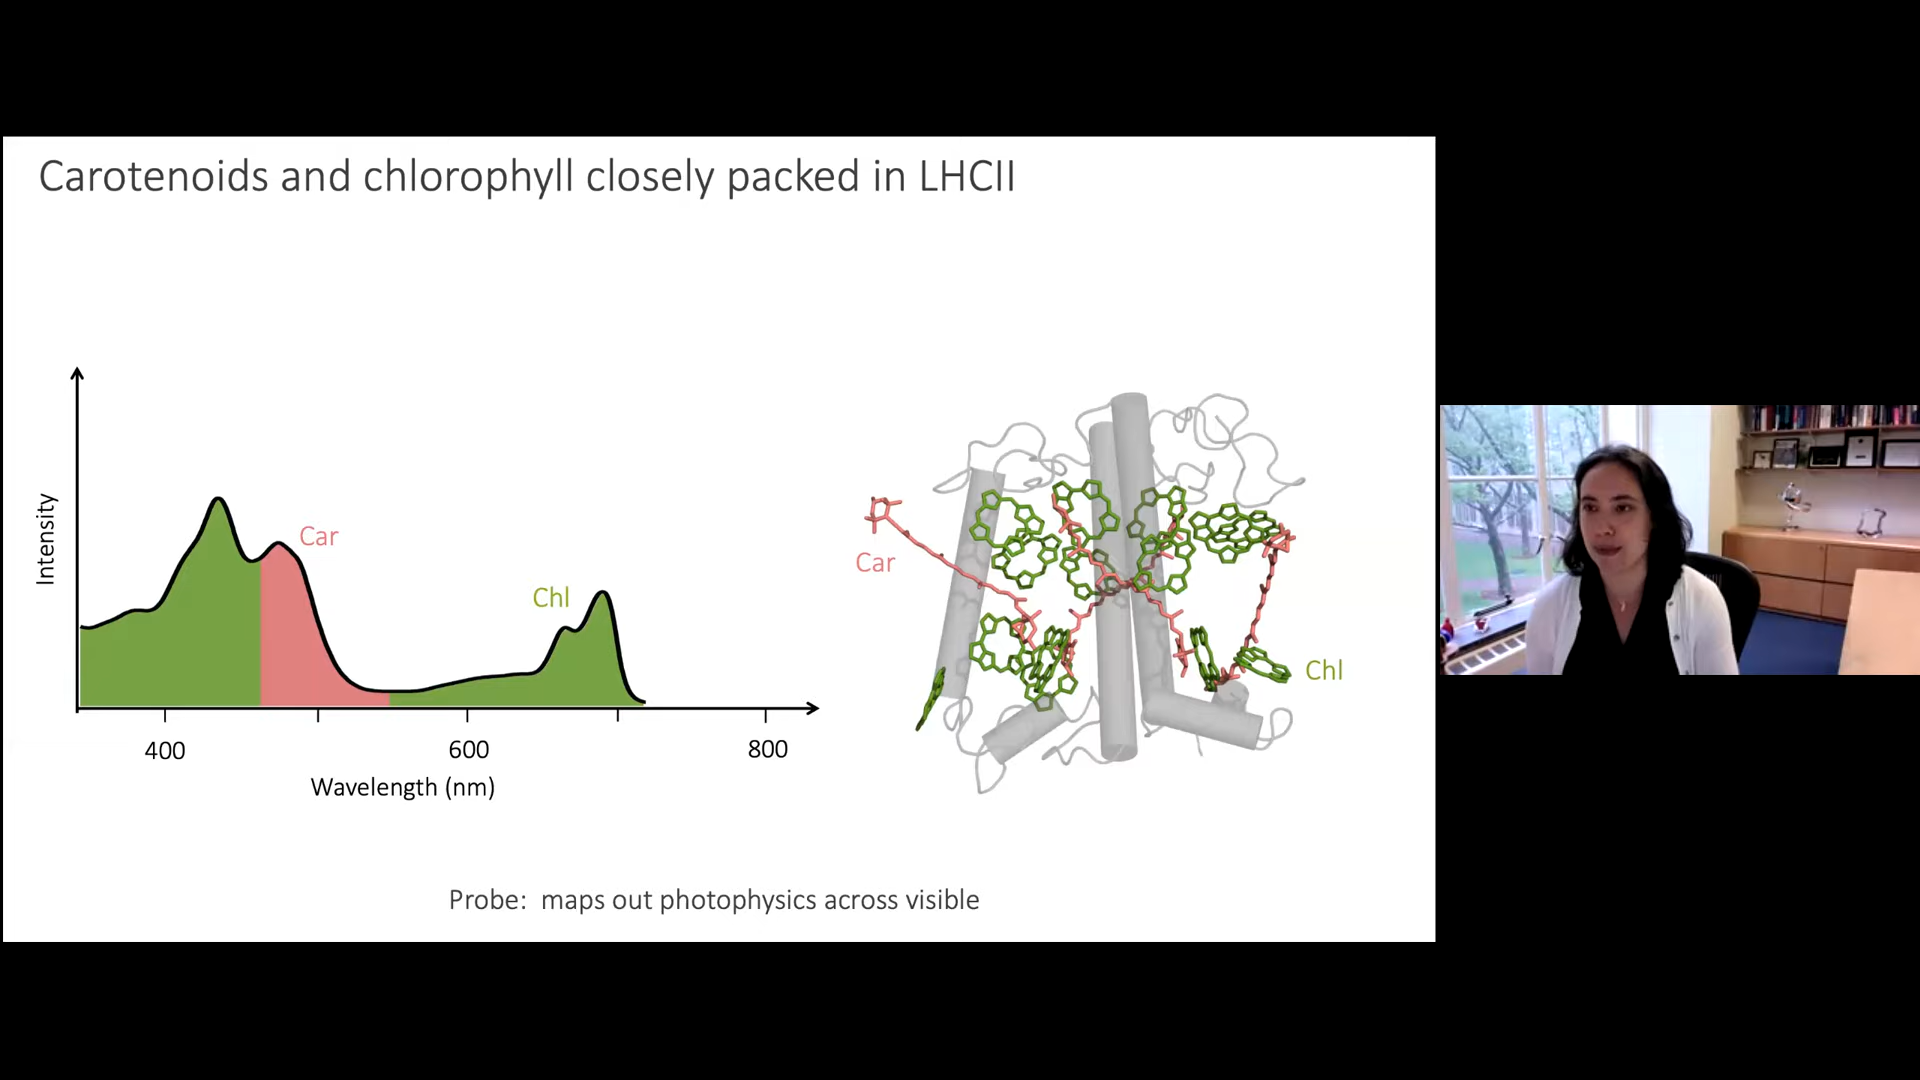 Carotenoids and chlorophyll closely packed in LHCII
Intensity
Car
Chl
400
600
800
Wavelength (nm)
Car
Chl
Probe: maps out photophysics across visible